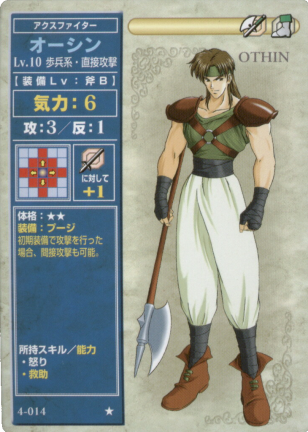 アクスファイター
オーシン
Lv.10 歩兵系・直接攻撃
【装備Lv:斧B】
気力:6
攻:3/反:1
に対して
+1
体格:★★
装備:プージ
初期装備で攻撃を行った
場合、間接攻撃も可能。
所持スキル/能力
・怒り
・救助
4-014
★
OTHIN